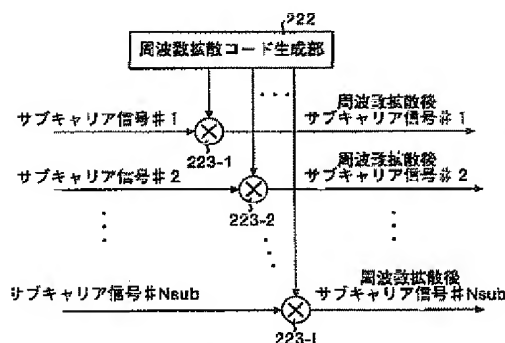 222
周波数拡散コード生成部
・・・
周波数拡散後
サブキャリア信号＃1
サブキャリア信号＃1
223-1
周波数拡散後
サブキャリア信号＃2
サブキャリア信号＃2
223-2
周波数拡散後
サブキャリア信号＃Nsub
サブキャリア信号＃Nsub
223-I